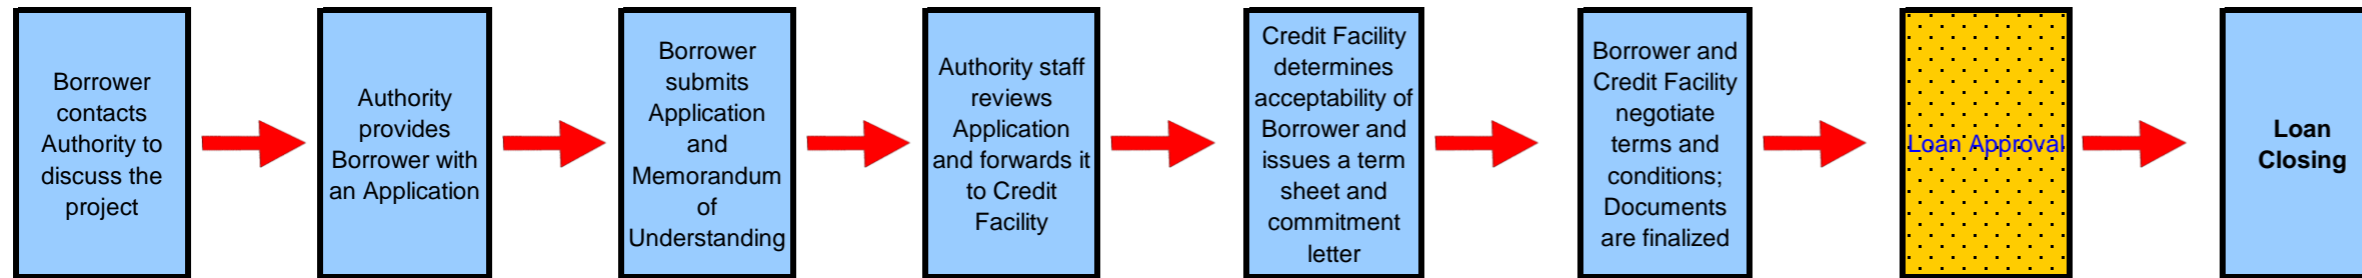 Borrower
contacts
Authority to
discuss the
project
Authority
provides
Borrower with
an Application
Borrower
submits
Application
and
Memorandum
of
Understanding
Authority staff
reviews
Application
and forwards it
to Credit
Facility
Credit Facility
determines
acceptability of
Borrower and
issues a term
sheet and
commitment
letter
Borrower and
Credit Facility
negotiate
terms and
conditions;
Documents
are finalized
Loan Approval
Loan
Closing